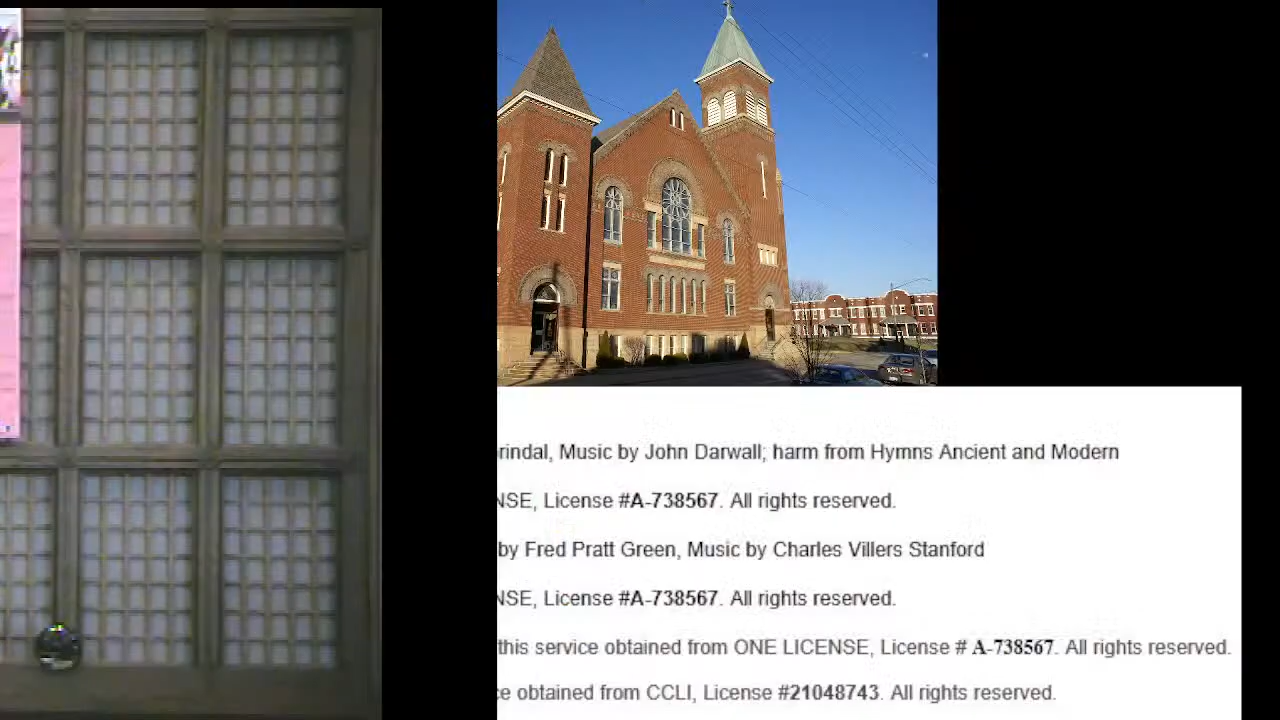 rindal, Music by John Darwall; harm from Hymns Ancient and Modern
NSE, License #A-738567. All rights reserved.
by Fred Pratt Green, Music by Charles Villers Stanford
NSE, License #A-738567. All rights reserved.
this service obtained from ONE LICENSE, License # A-738567. All rights reserved.
ce obtained from CCLI, License #21048743. All rights reserved.